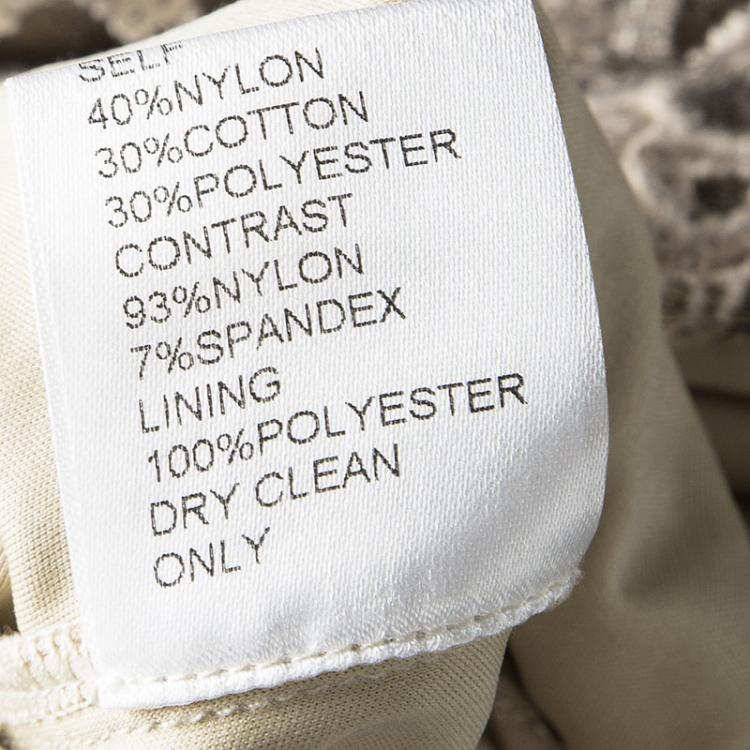 SELF
40%NYLON
30%COTTON
30%POLYESTER
CONTRAST
93%NYLON
7%SPANDEX
LINING
100%POLYESTER
DRY CLEAN
ONLY